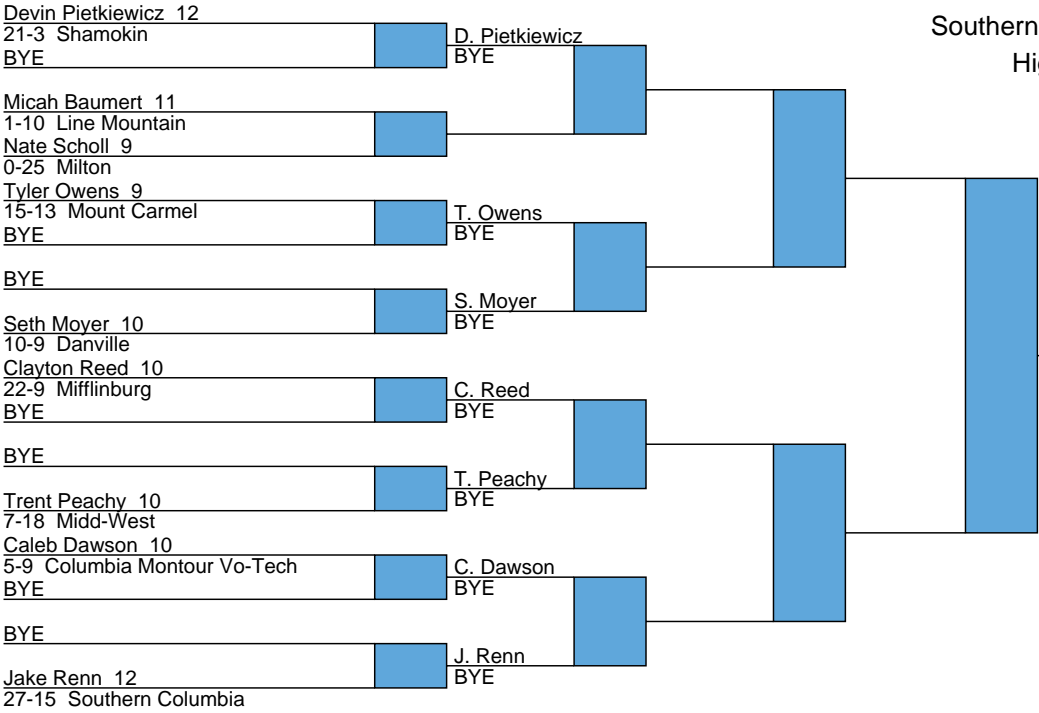 Devin Pietkiewicz 12
21-3 Shamokin
BYE
Micah Baumert 11
1-10 Line Mountain
Nate Scholl 9
0-25 Milton
Tyler Owens 9
15-13 Mount Carmel
BYE
BYE
Seth Moyer 10
10-9 Danville
Clayton Reed 10
22-9 Mifflinburg
BYE
BYE
Trent Peachy 10
7-18 Midd-West
Caleb Dawson 10
5-9 Columbia Montour Vo-Tech
BYE
BYE
Jake Renn 12
27-15 Southern Columbia
D. Pietkiewicz
BYE
T. Owens
BYE
S. Moyer
BYE
C. Reed
BYE
T. Peachy
BYE
C. Dawson
BYE
J. Renn
BYE
Southern